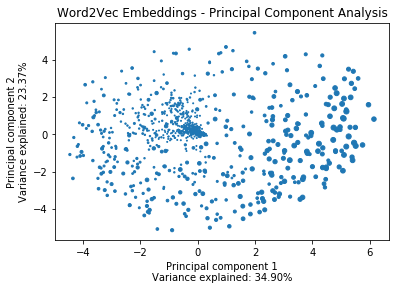 Word2Vec Embeddings - Principal Component Analysis
Principal component 2
Variance explained: 23.37%
4
2
0
−2
−4
−4
−2
0
2
4
6
Principal component 1
Variance explained: 34.90%